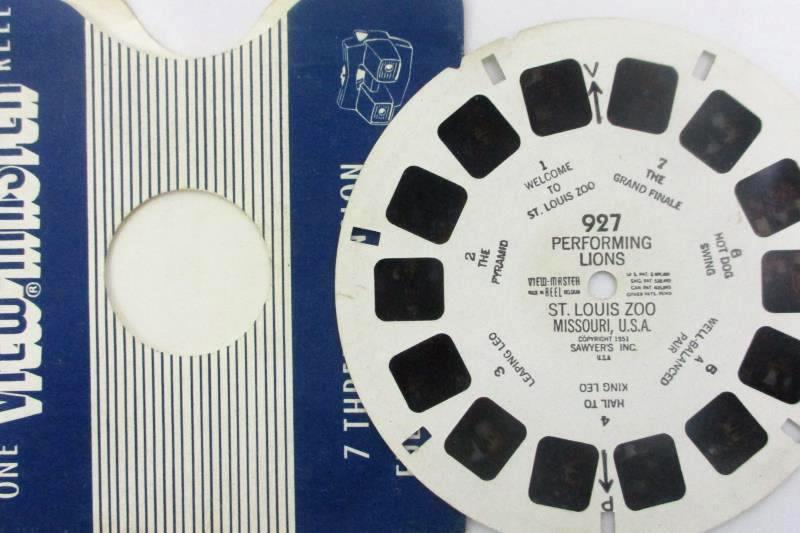 ONE VIEW-MASTER® REEL
7 THREE
V
1
WELCOME
TO
ST. LOUIS ZOO
7
THE
GRAND FINALE
6
HOT DOG
SWING
2
THE
PYRAMID
927
PERFORMING
LIONS
VIEW-MASTER
REEL
ST. LOUIS ZOO
MISSOURI, U.S.A.
COPYRIGHT 1951
SAWYER'S INC.
U.S.A
3
LEAPING LEO
4
HAIL TO
KING LEO
A
WELL-BALANCED
PAIR
P